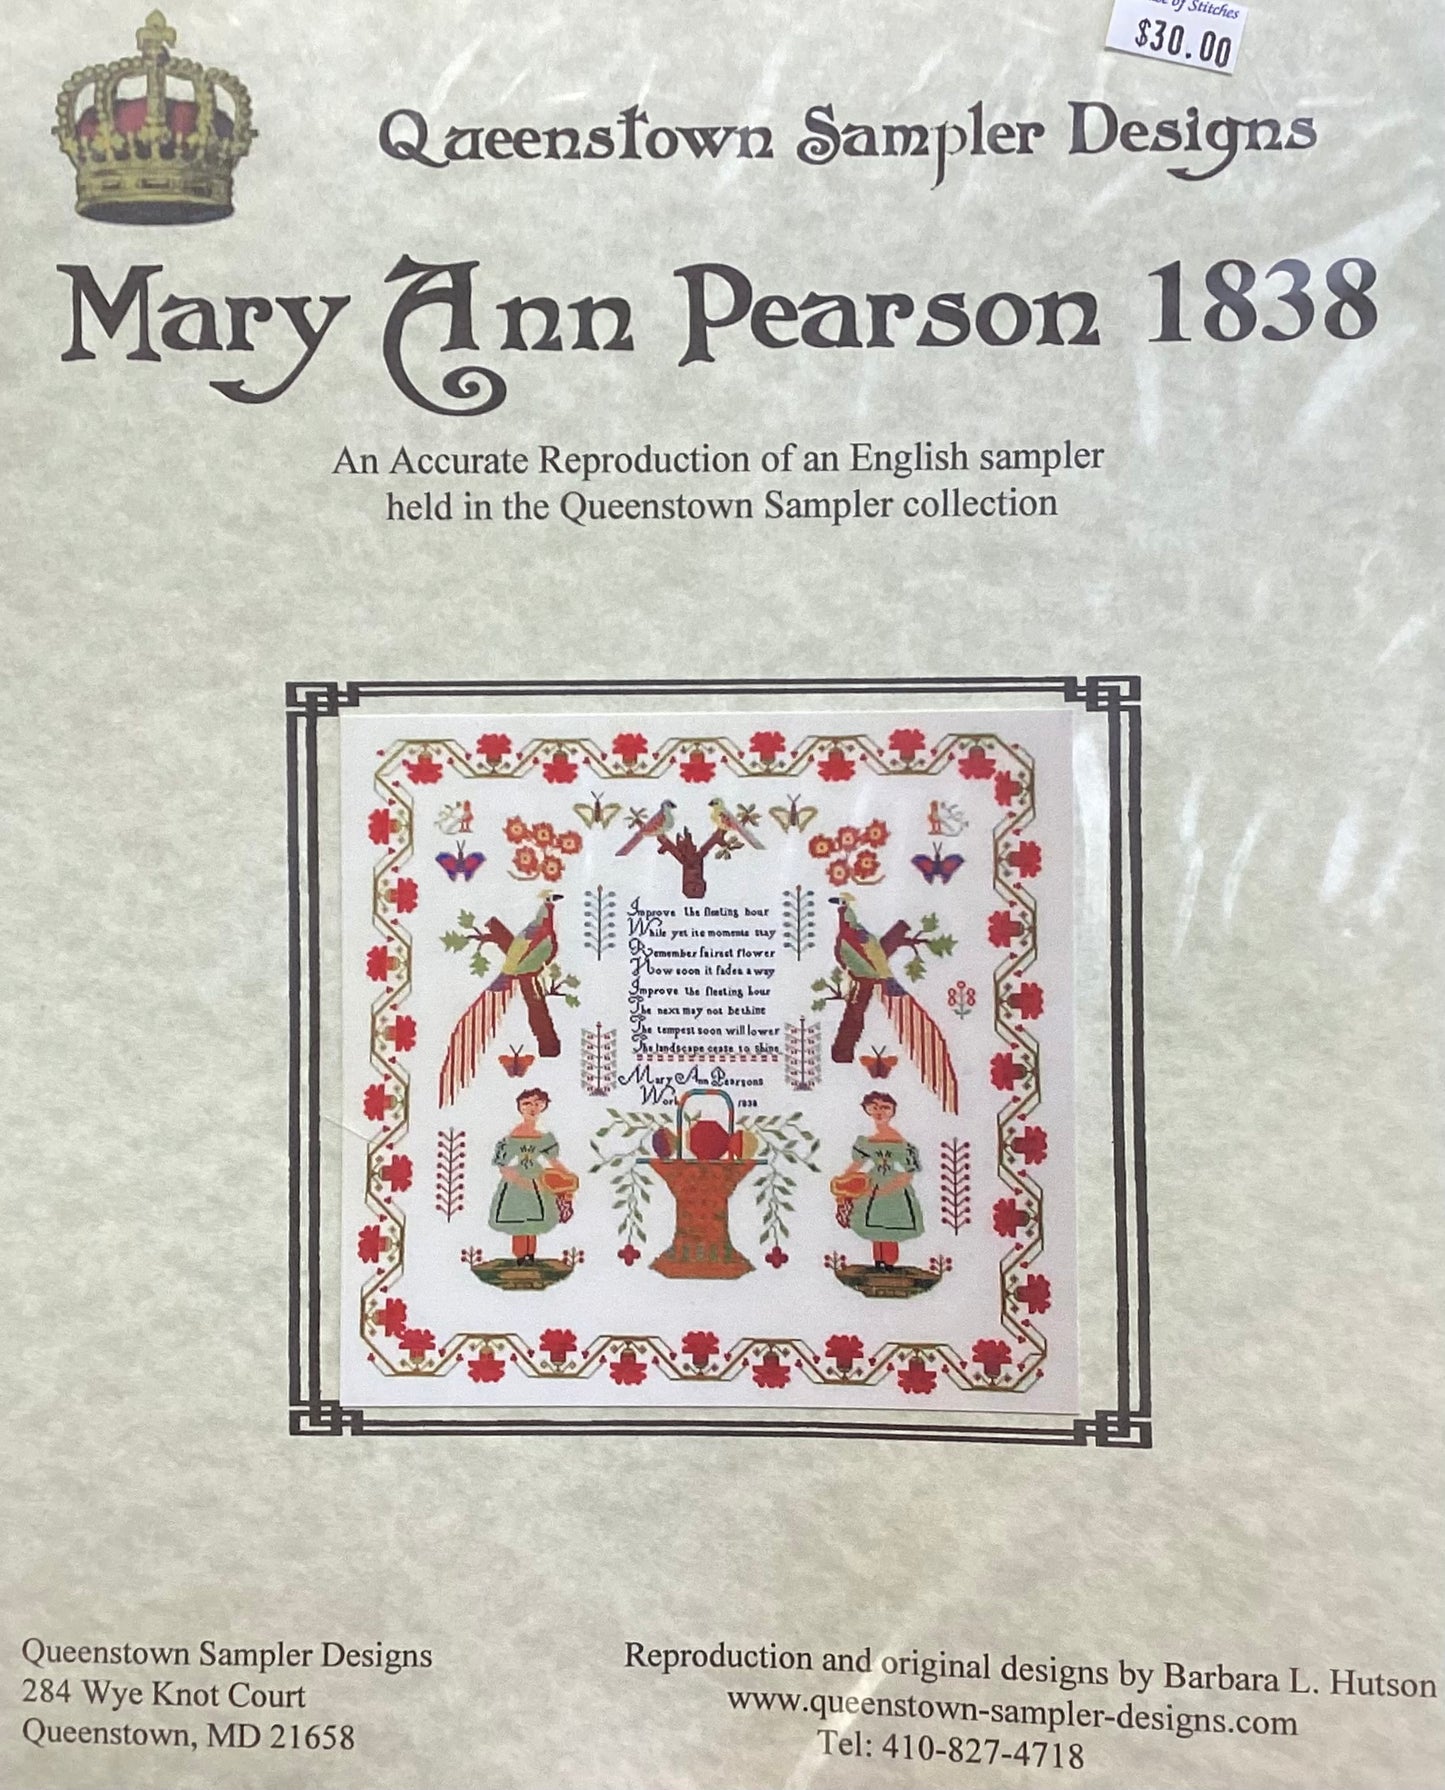 of Stitches
$30.00
Queenstown Sampler Designs
Mary Ann Pearson 1838
An Accurate Reproduction of an English sampler
held in the Queenstown Sampler collection
Improve the fleeting hour
While yet its moments stay
Remember fairest flower
How soon it fades away
Improve the fleeting hour
The next may not be thine
The tempest soon will lower
The landscape cease to shine
Mary Ann Pearsons
Work 1838
Queenstown Sampler Designs
284 Wye Knot Court
Queenstown, MD 21658
Reproduction and original designs by Barbara L. Hutson
www.queenstown-sampler-designs.com
Tel: 410-827-4718